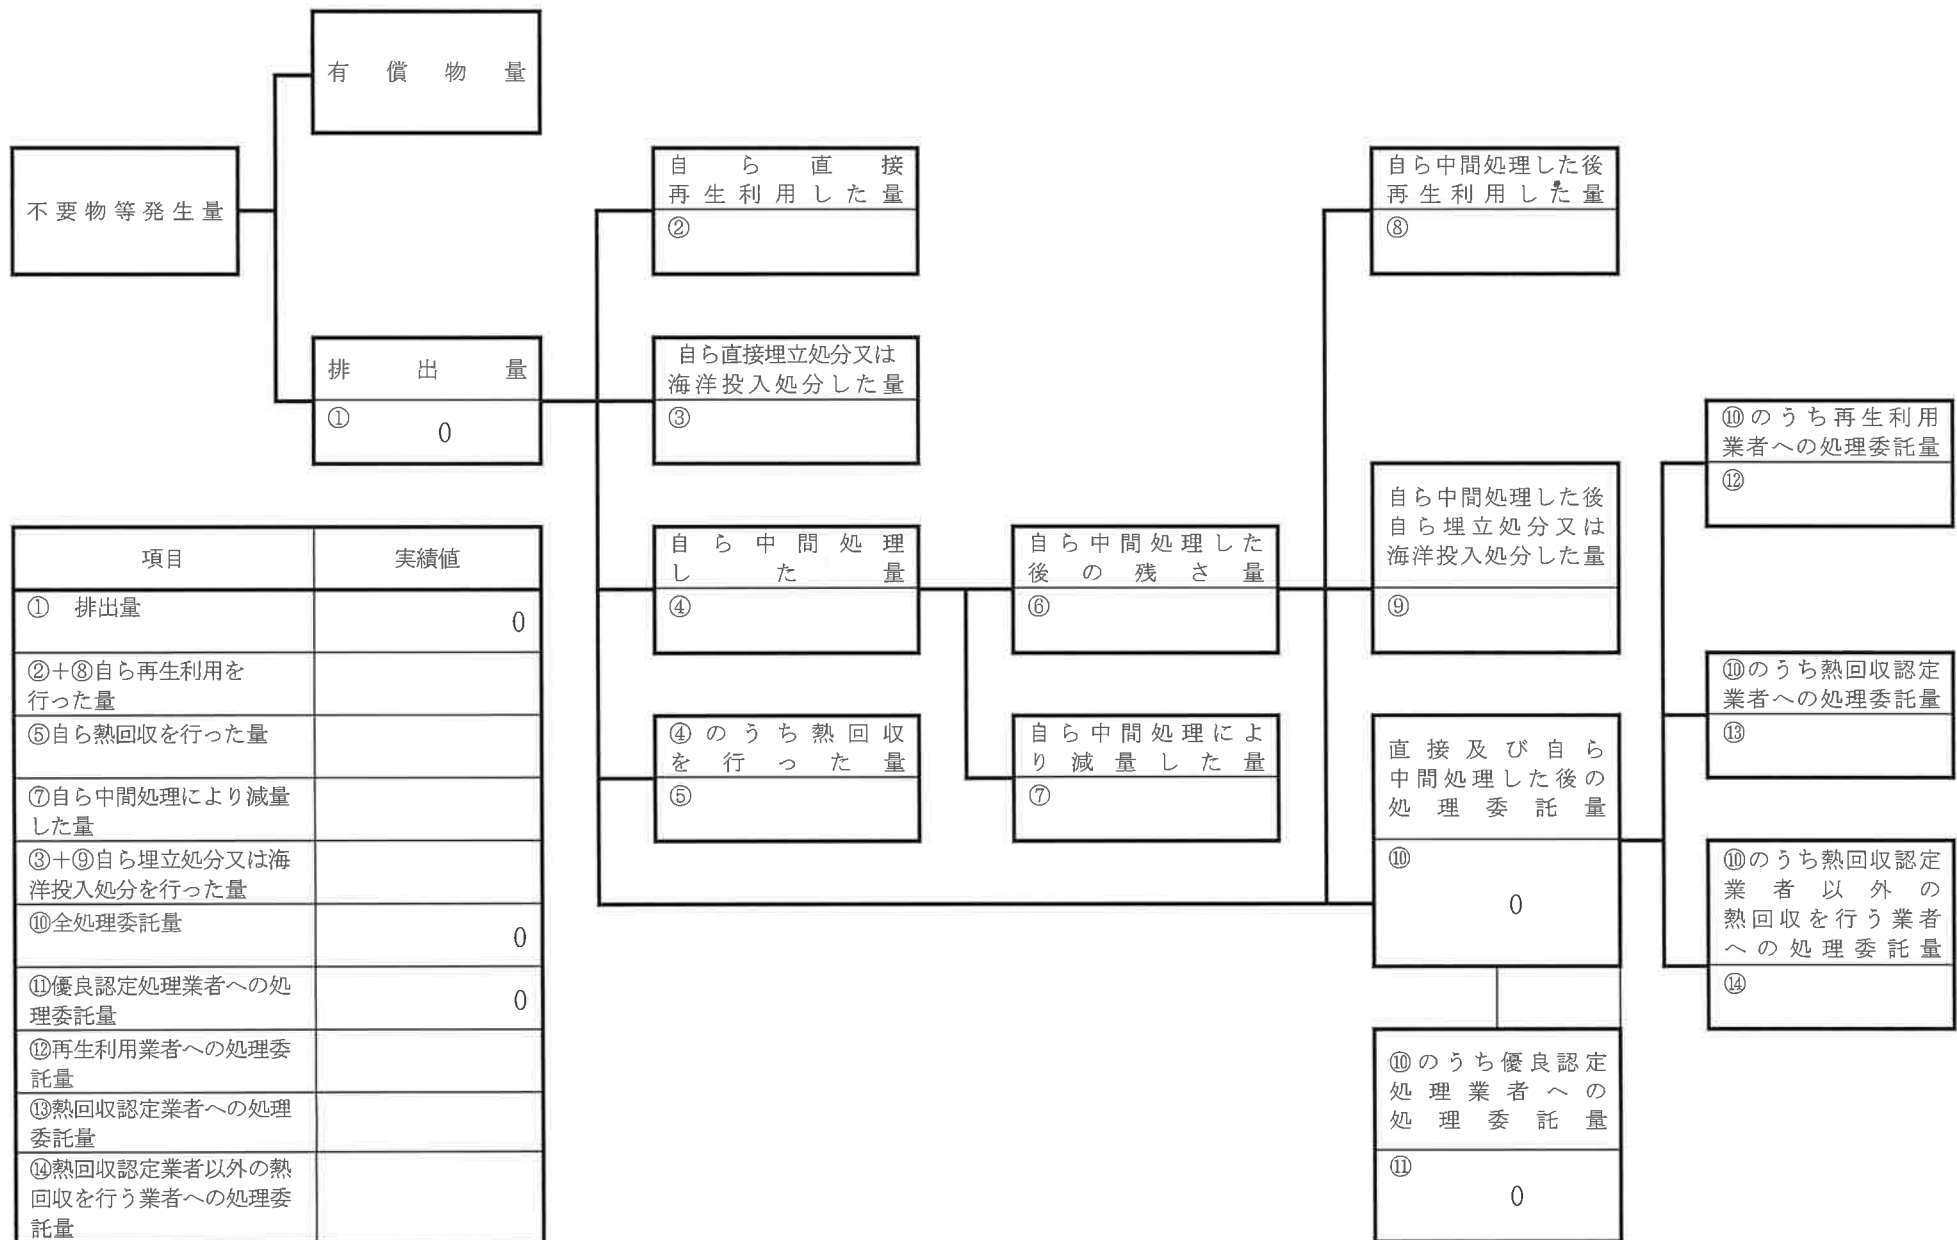 有償物量
不要物等発生量
排出量
① 0
自ら直接
再生利用した量
②
自ら直接埋立処分又は
海洋投入処分した量
③
自ら中間処理
した量
④
④のうち熱回収
を行った量
⑤
自ら中間処理した
後の残さ量
⑥
自ら中間処理によ
り減量した量
⑦
自ら中間処理した後
再生利用した量
⑧
自ら中間処理した後
自ら埋立処分又は
海洋投入処分した量
⑨
直接及び自ら
中間処理した後の
処理委託量
⑩
0
⑩のうち優良認定
処理業者への
処理委託量
⑪
0
⑩のうち再生利用
業者への処理委託量
⑫
⑩のうち熱回収認定
業者への処理委託量
⑬
⑩のうち熱回収認定
業者以外の
熱回収を行う業者
への処理委託量
⑭
項目 実績値
① 排出量 0
②+⑧自ら再生利用を
行った量
⑤自ら熱回収を行った量
⑦自ら中間処理により減量
した量
③+⑨自ら埋立処分又は海
洋投入処分を行った量
⑩全処理委託量 0
⑪優良認定処理業者への処
理委託量 0
⑫再生利用業者への処理委
託量
⑬熱回収認定業者への処理
委託量
⑭熱回収認定業者以外の熱
回収を行う業者への処理委
託量